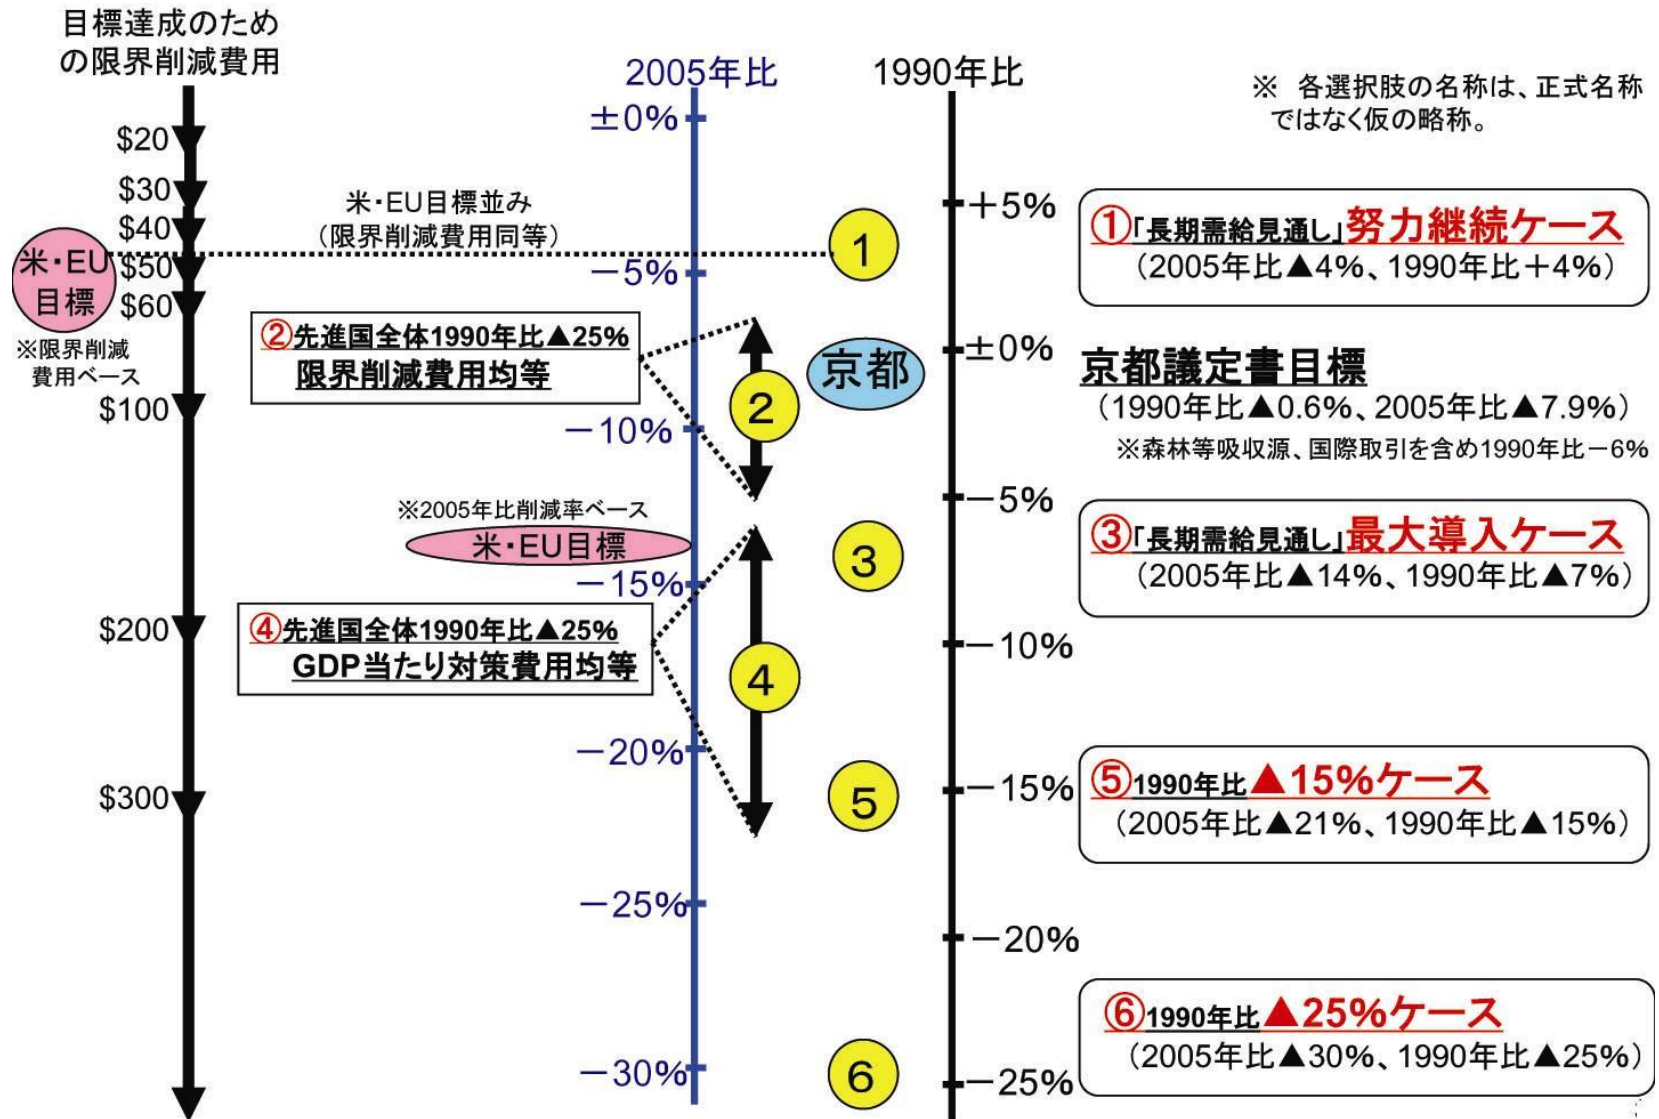 目標達成のため
の限界削減費用
$20
$30
$40
$50
$60
$100
$200
$300
米・EU
目標
※限界削減
費用ベース
米・EU目標並み
（限界削減費用同等）
②先進国全体1990年比▲25%
限界削減費用均等
※2005年比削減率ベース
米・EU目標
④先進国全体1990年比▲25%
GDP当たり対策費用均等
2005年比
±0%
－5%
－10%
－15%
－20%
－25%
－30%
1
2
京都
3
4
5
6
1990年比
＋5%
±0%
－5%
－10%
－15%
－20%
－25%
※ 各選択肢の名称は、正式名称
ではなく仮の略称。
①「長期需給見通し」努力継続ケース
（2005年比▲4%、1990年比＋4%）
京都議定書目標
（1990年比▲0.6%、2005年比▲7.9%）
※森林等吸収源、国際取引を含め1990年比－6%
③「長期需給見通し」最大導入ケース
（2005年比▲14%、1990年比▲7%）
⑤1990年比▲15%ケース
（2005年比▲21%、1990年比▲15%）
⑥1990年比▲25%ケース
（2005年比▲30%、1990年比▲25%）